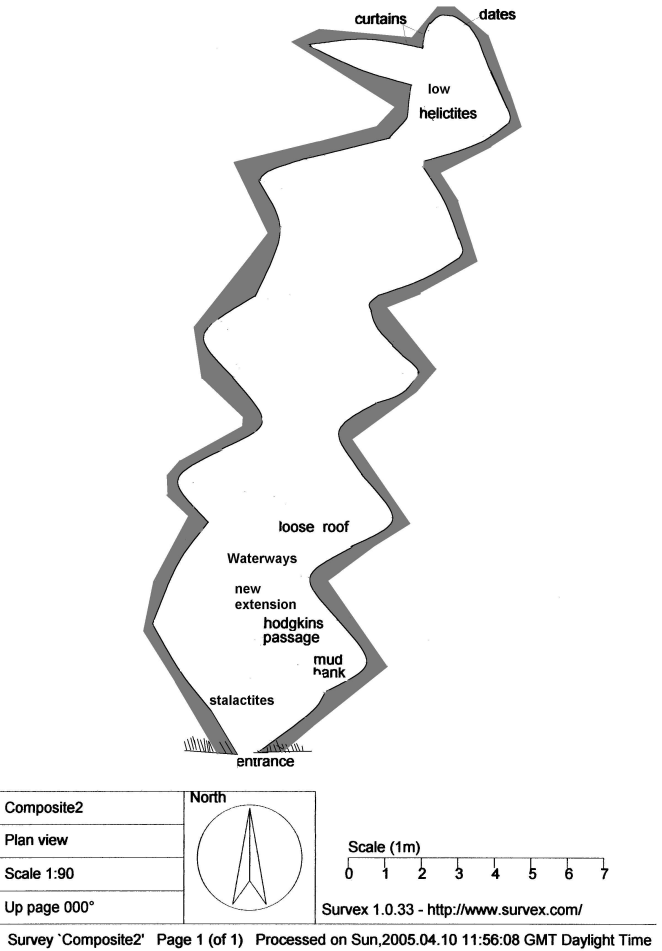 curtains
dates
low
helictites
loose roof
Waterways
new
extension
hodgkins
passage
mud
bank
stalactites
entrance
Composite2
Plan view
Scale 1:90
Up page 000°
North
Scale (1m)
0 1 2 3 4 5 6 7
Survex 1.0.33 - http://www.survex.com/
Survey `Composite2' Page 1 (of 1) Processed on Sun,2005.04.10 11:56:08 GMT Daylight Time